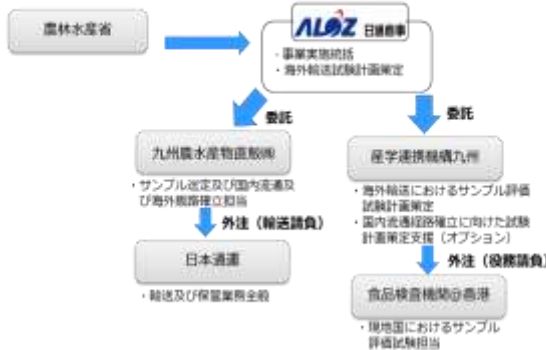 農林水産省
ALOZ 日通商事
・事業実施統括
・海外輸送試験計画策定
委託
委託
九州農水産物直販㈱
・サンプル選定及び国内流通及
び海外販路確立担当
外注（輸送請負）
日本通運
・輸送及び保管業務全般
産学連携機構九州
・海外輸送におけるサンプル評価
試験計画策定
・国内流通経路確立に向けた試験
計画策定支援（オプション）
外注（役務請負）
食品検査機関@香港
・現地国におけるサンプル
評価試験担当